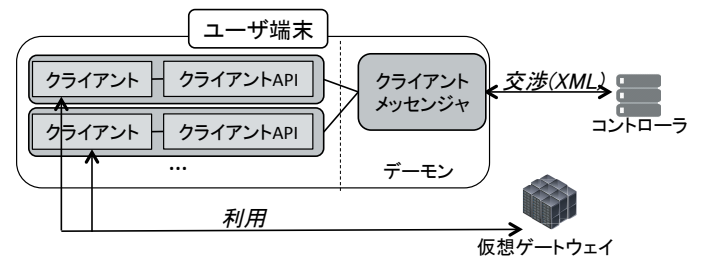 ユーザ端末
クライアント
クライアントAPI
クライアント
メッセンジャ
交渉(XML)
コントローラ
クライアント
クライアントAPI
…
デーモン
利用
仮想ゲートウェイ